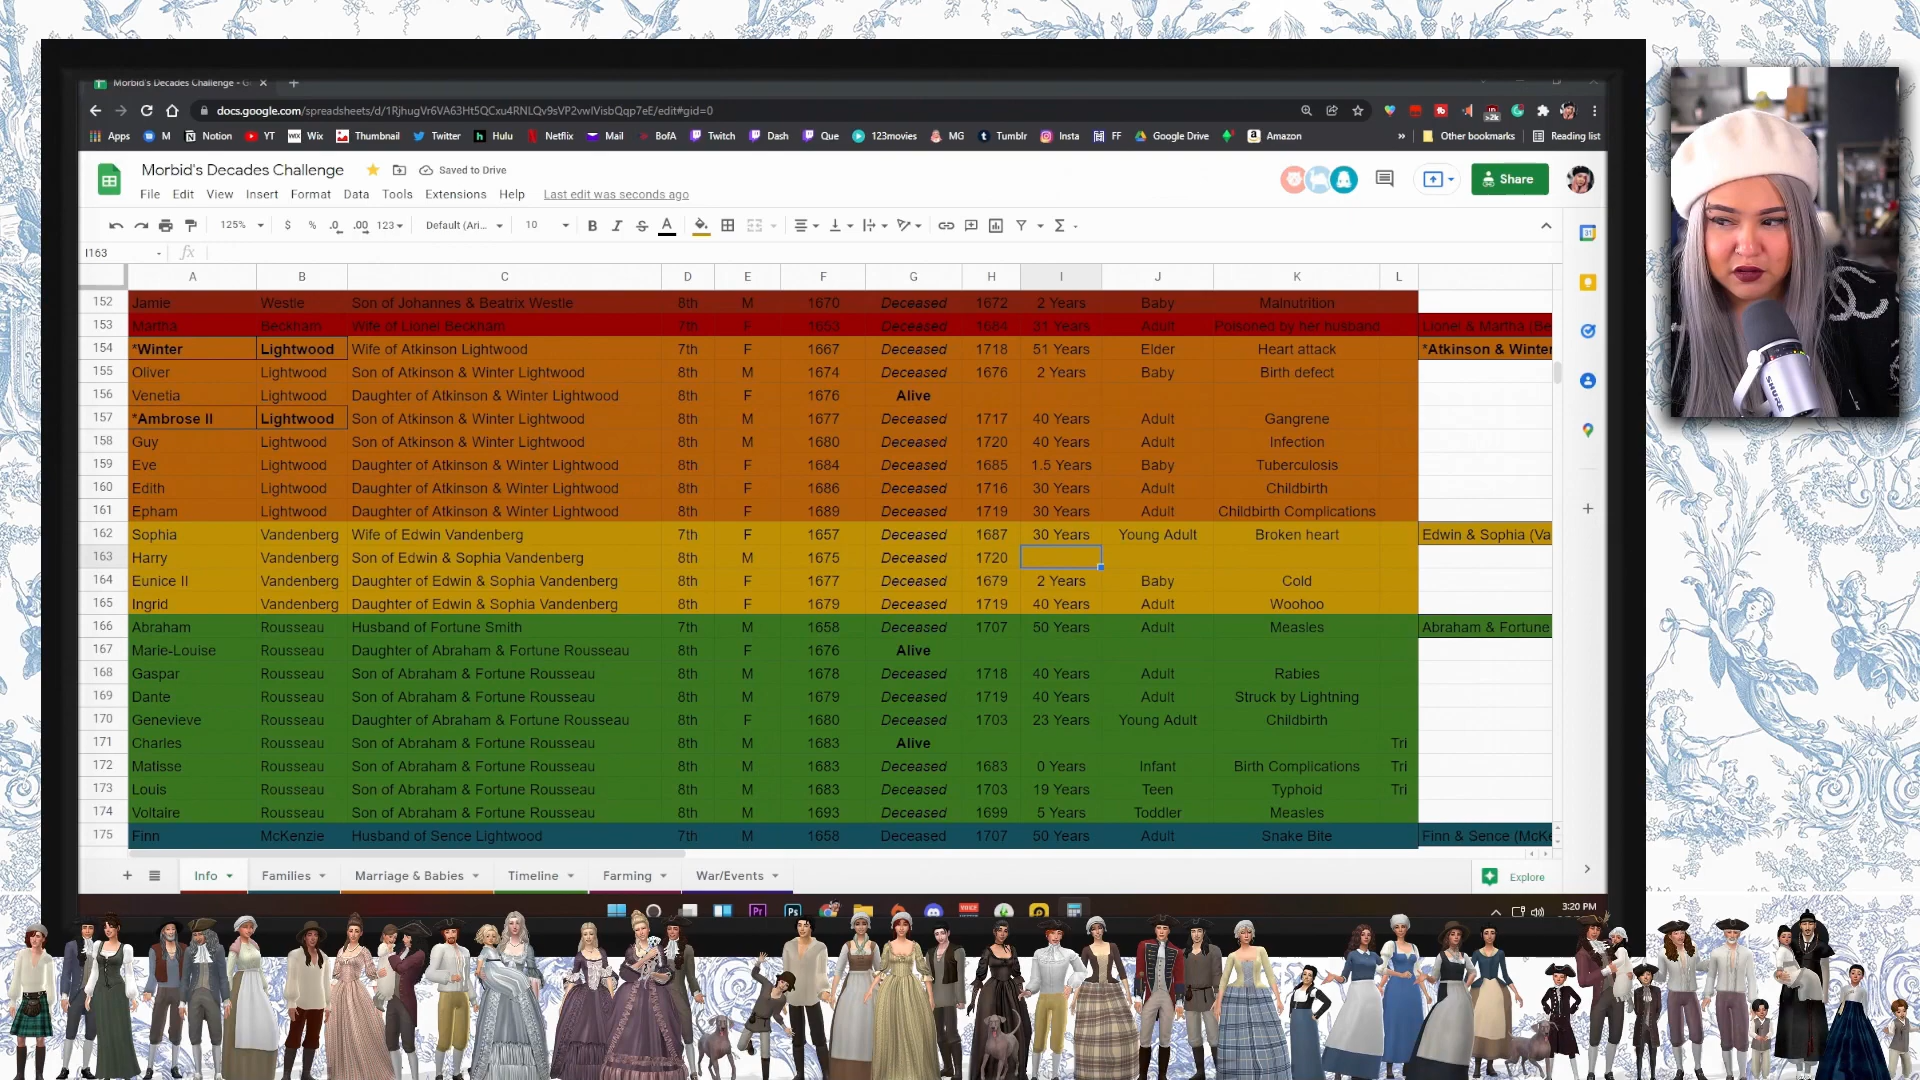 Morbid's Decades Challenge - G
docs.google.com/spreadsheets/d/1RjhugVr6VA63Ht5QCxu4RNLQv9sVP2vwIVisbQqp7eE/edit#gid=0
Apps M Notion YT Wix Thumbnail Twitter Hulu Netflix Mail BofA Twitch Dash Que 123movies MG Tumblr Insta FF Google Drive Amazon » Other bookmarks Reading list
Morbid's Decades Challenge Saved to Drive
File Edit View Insert Format Data Tools Extensions Help Last edit was seconds ago
Share
125% $ % .0 .00 123 Default (Ari... 10 B I S A
I163 fx
A B C D E F G H I J K L
152 Jamie Westle Son of Johannes & Beatrix Westle 8th M 1670 Deceased 1672 2 Years Baby Malnutrition
153 Martha Beckham Wife of Lionel Beckham 7th F 1653 Deceased 1684 31 Years Adult Poisoned by her husband Lionel & Martha (Be
154 *Winter Lightwood Wife of Atkinson Lightwood 7th F 1667 Deceased 1718 51 Years Elder Heart attack *Atkinson & Winter
155 Oliver Lightwood Son of Atkinson & Winter Lightwood 8th M 1674 Deceased 1676 2 Years Baby Birth defect
156 Venetia Lightwood Daughter of Atkinson & Winter Lightwood 8th F 1676 Alive
157 *Ambrose II Lightwood Son of Atkinson & Winter Lightwood 8th M 1677 Deceased 1717 40 Years Adult Gangrene
158 Guy Lightwood Son of Atkinson & Winter Lightwood 8th M 1680 Deceased 1720 40 Years Adult Infection
159 Eve Lightwood Daughter of Atkinson & Winter Lightwood 8th F 1684 Deceased 1685 1.5 Years Baby Tuberculosis
160 Edith Lightwood Daughter of Atkinson & Winter Lightwood 8th F 1686 Deceased 1716 30 Years Adult Childbirth
161 Epham Lightwood Daughter of Atkinson & Winter Lightwood 8th F 1689 Deceased 1719 30 Years Adult Childbirth Complications
162 Sophia Vandenberg Wife of Edwin Vandenberg 7th F 1657 Deceased 1687 30 Years Young Adult Broken heart Edwin & Sophia (Va
163 Harry Vandenberg Son of Edwin & Sophia Vandenberg 8th M 1675 Deceased 1720
164 Eunice II Vandenberg Daughter of Edwin & Sophia Vandenberg 8th F 1677 Deceased 1679 2 Years Baby Cold
165 Ingrid Vandenberg Daughter of Edwin & Sophia Vandenberg 8th F 1679 Deceased 1719 40 Years Adult Woohoo
166 Abraham Rousseau Husband of Fortune Smith 7th M 1658 Deceased 1707 50 Years Adult Measles Abraham & Fortune
167 Marie-Louise Rousseau Daughter of Abraham & Fortune Rousseau 8th F 1676 Alive
168 Gaspar Rousseau Son of Abraham & Fortune Rousseau 8th M 1678 Deceased 1718 40 Years Adult Rabies
169 Dante Rousseau Son of Abraham & Fortune Rousseau 8th M 1679 Deceased 1719 40 Years Adult Struck by Lightning
170 Genevieve Rousseau Daughter of Abraham & Fortune Rousseau 8th F 1680 Deceased 1703 23 Years Young Adult Childbirth
171 Charles Rousseau Son of Abraham & Fortune Rousseau 8th M 1683 Alive Tri
172 Matisse Rousseau Son of Abraham & Fortune Rousseau 8th M 1683 Deceased 1683 0 Years Infant Birth Complications Tri
173 Louis Rousseau Son of Abraham & Fortune Rousseau 8th M 1683 Deceased 1703 19 Years Teen Typhoid Tri
174 Voltaire Rousseau Son of Abraham & Fortune Rousseau 8th M 1693 Deceased 1699 5 Years Toddler Measles
175 Finn McKenzie Husband of Sence Lightwood 7th M 1658 Deceased 1707 50 Years Adult Snake Bite Finn & Sence (McKe
Info Families Marriage & Babies Timeline Farming War/Events Explore
3:20 PM
SHURE